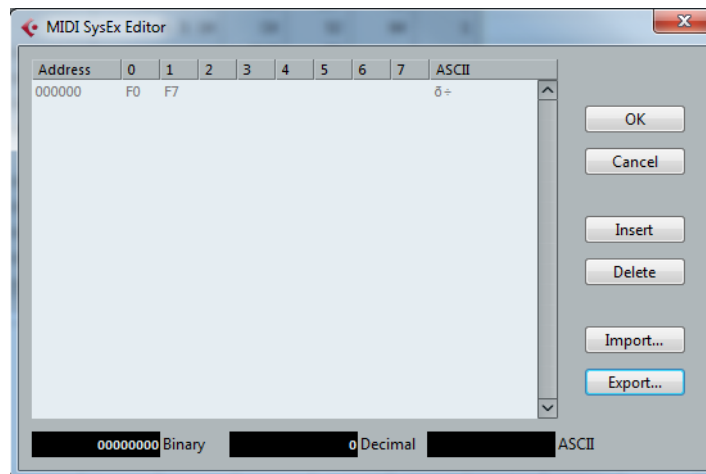 MIDI SysEx Editor
Address 0 1 2 3 4 5 6 7 ASCII
000000 F0 F7 ð÷
OK
Cancel
Insert
Delete
Import...
Export...
00000000 Binary 0 Decimal ASCII